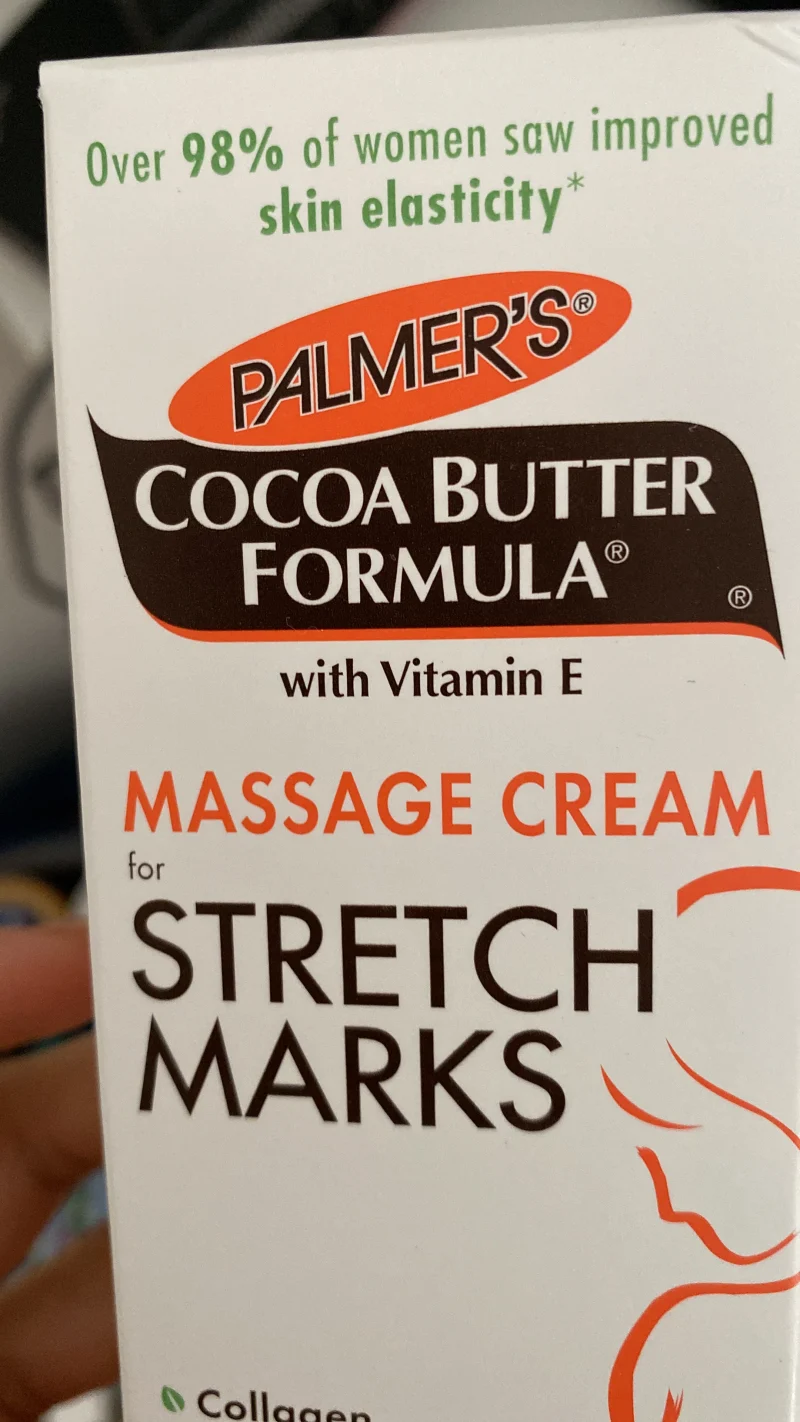 Over 98% of women saw improved
skin elasticity*
PALMER'S®
COCOA BUTTER
FORMULA®
®
with Vitamin E
MASSAGE CREAM
for
STRETCH
MARKS
Collagen